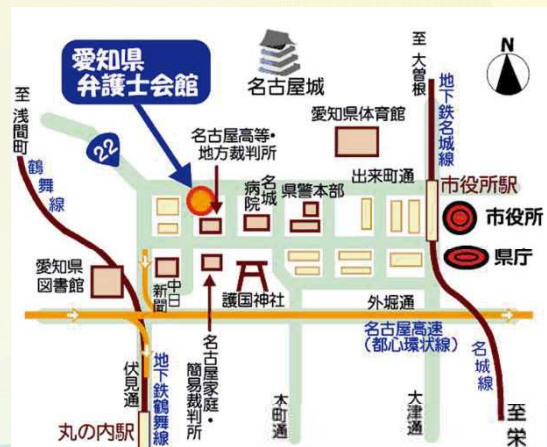 愛知県
弁護士会館
名古屋城
N
至 大曽根
地下鉄名城線
至 浅間町
鶴舞線
22
名古屋高等・
地方裁判所
愛知県体育館
名城
病院
県警本部
出来町通
市役所駅
市役所
県庁
愛知県
図書館
中日
新聞
護国神社
外堀通
名古屋高速
(都心環状線)
名城線
伏見通
地下鉄鶴舞線
名古屋家庭・
簡易裁判所
本町通
大津通
至 栄
丸の内駅